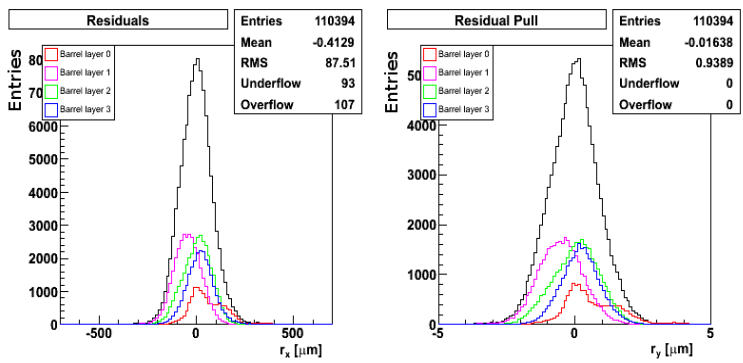 Residuals
Entries 110394
Mean -0.4129
RMS 87.51
Underflow 93
Overflow 107
Barrel layer 0
Barrel layer 1
Barrel layer 2
Barrel layer 3
Entries
80
6000
5000
4000
3000
2000
1000
0
-500 0 500
r_x [μm]
Residual Pull
Entries 110394
Mean -0.01638
RMS 0.9389
Underflow 0
Overflow 0
Barrel layer 0
Barrel layer 1
Barrel layer 2
Barrel layer 3
Entries
50
4000
3000
2000
1000
0
-5 0 5
r_y [μm]